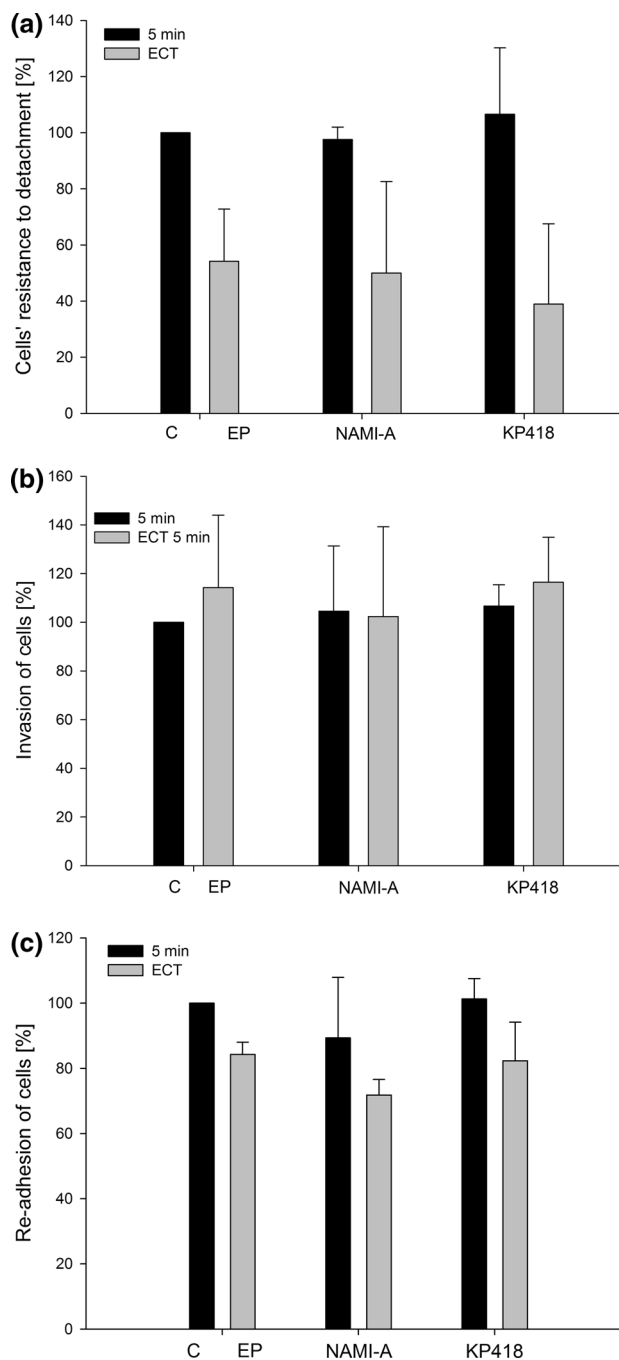 (a)
140
5 min
ECT
120
100
80
60
40
20
0
Cells' resistance to detachment [%]
C EP NAMI-A KP418
(b)
160
5 min
ECT 5 min
140
120
100
80
60
40
20
0
Invasion of cells [%]
C EP NAMI-A KP418
(c)
120
5 min
ECT
100
80
60
40
20
0
Re-adhesion of cells [%]
C EP NAMI-A KP418